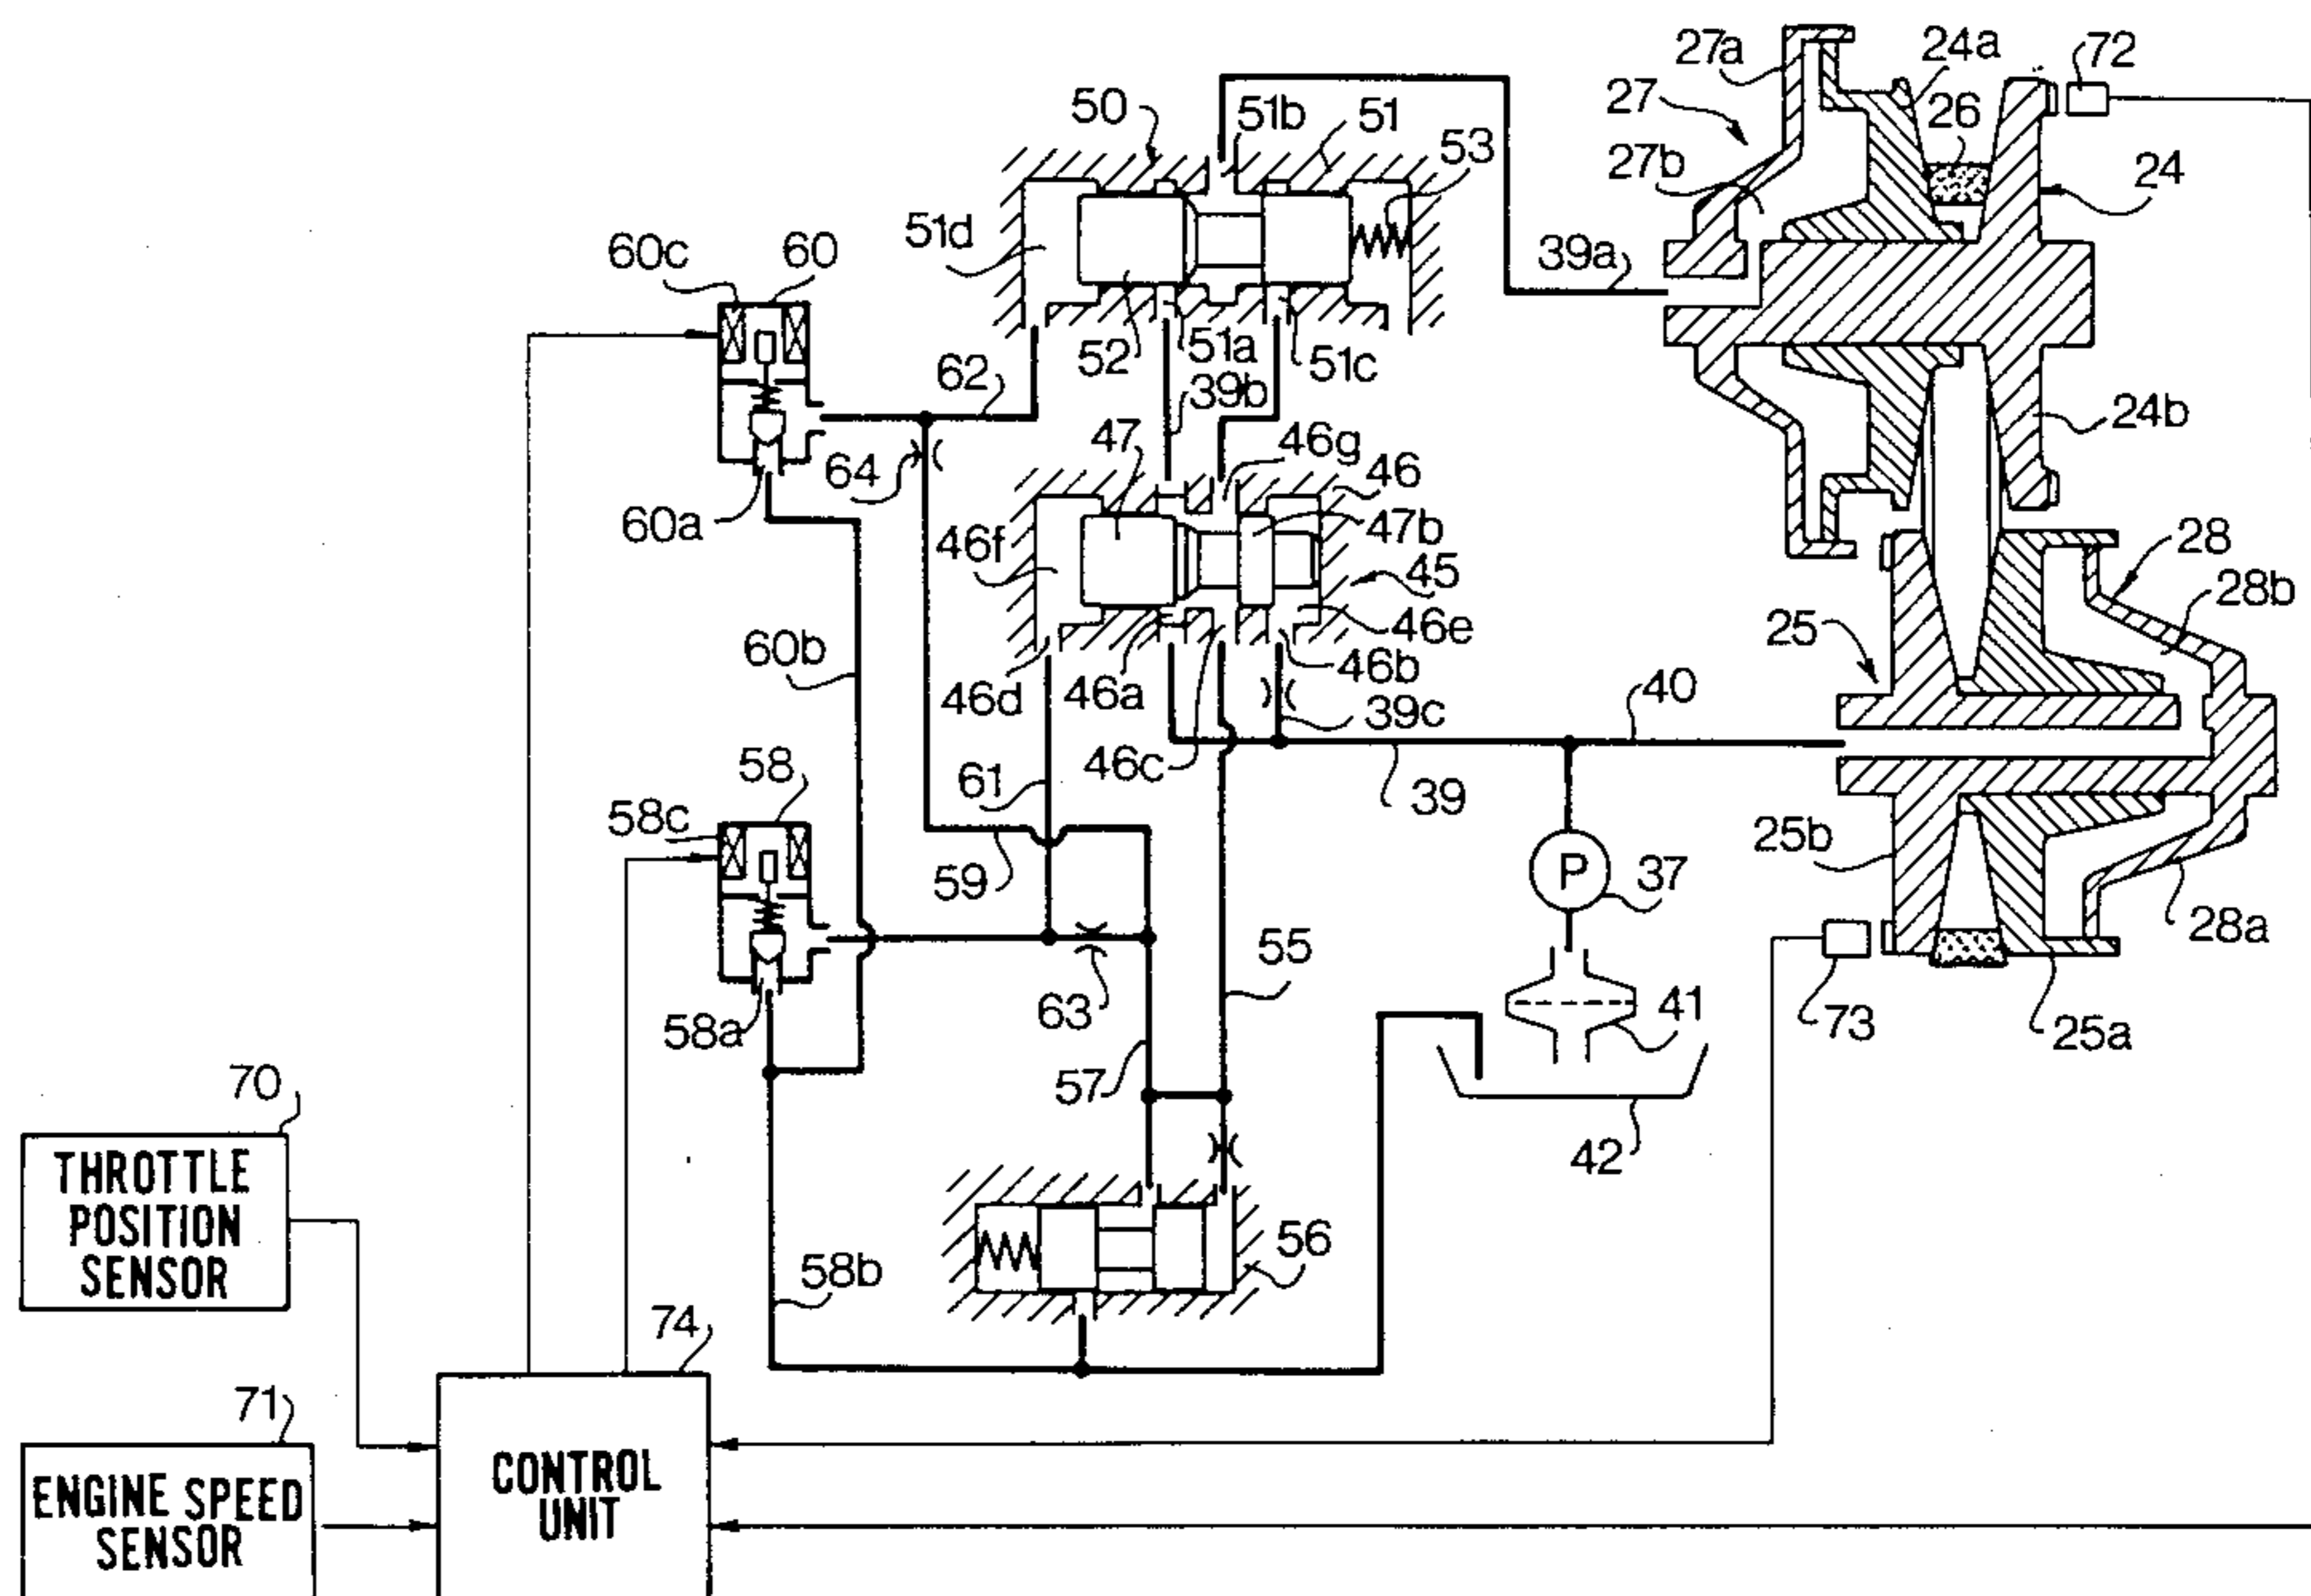 27a
24a
72
27
26
50
51b
51
53
27b
24
51d
60c
60
39a
52
51a
51c
62
39b
24b
47
46g
46
64
60a
46f
47b
28
45
28b
60b
46e
25
46d
46a
46b
40
39c
58
61
46c
39
58c
25b
59
P
37
28a
55
58a
63
41
73
25a
70
57
42
THROTTLE
POSITION
SENSOR
56
58b
74
71
CONTROL
UNIT
ENGINE SPEED
SENSOR